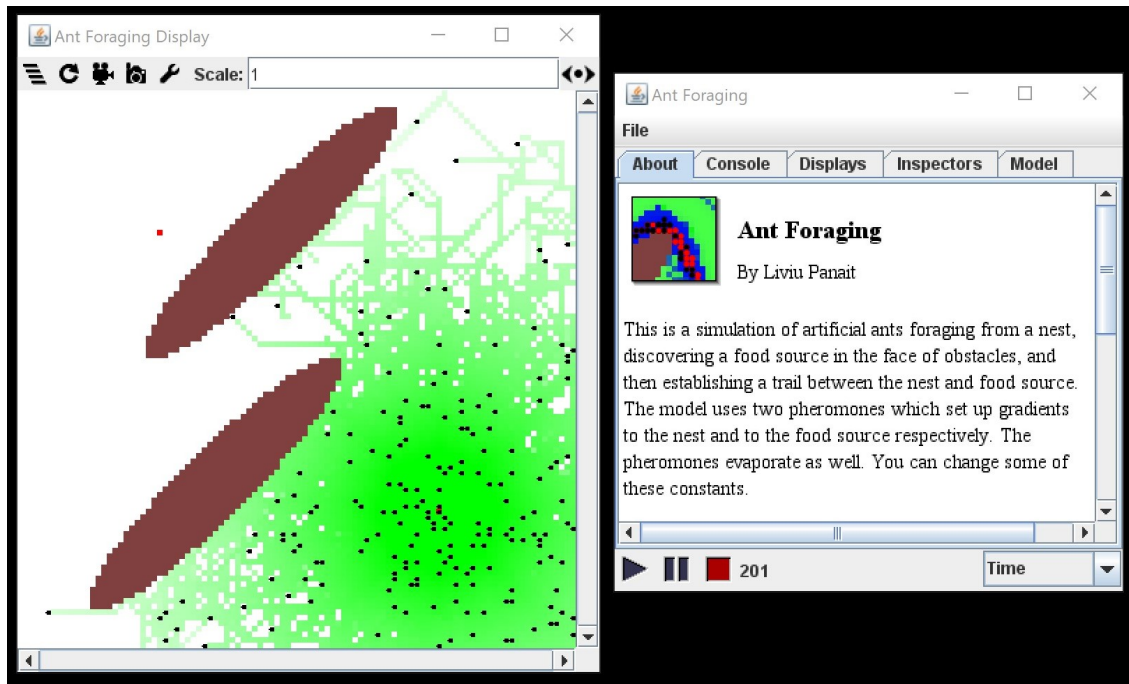 Ant Foraging Display
Scale: 1
Ant Foraging
File
About Console Displays Inspectors Model
Ant Foraging
By Liviu Panait
This is a simulation of artificial ants foraging from a nest,
discovering a food source in the face of obstacles, and
then establishing a trail between the nest and food source.
The model uses two pheromones which set up gradients
to the nest and to the food source respectively. The
pheromones evaporate as well. You can change some of
these constants.
201 Time